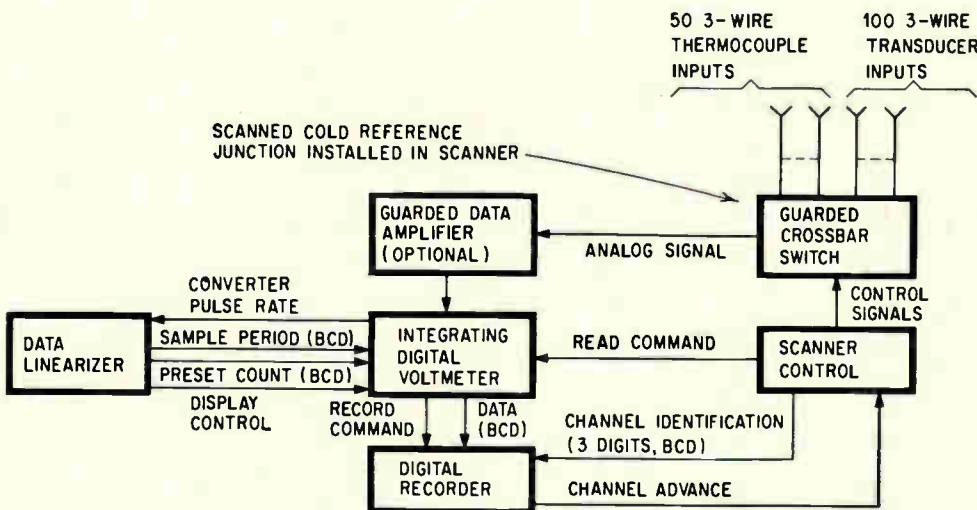 50 3-WIRE
THERMOCOUPLE
INPUTS
100 3-WIRE
TRANSDUCER
INPUTS
SCANNED COLD REFERENCE
JUNCTION INSTALLED IN SCANNER
GUARDED DATA
AMPLIFIER
(OPTIONAL)
ANALOG SIGNAL
GUARDED
CROSSBAR
SWITCH
CONVERTER
PULSE RATE
CONTROL
SIGNALS
DATA
LINEARIZER
SAMPLE PERIOD (BCD)
PRESET COUNT (BCD)
DISPLAY
CONTROL
INTEGRATING
DIGITAL
VOLTMETER
READ COMMAND
SCANNER
CONTROL
RECORD
COMMAND
DATA
(BCD)
CHANNEL IDENTIFICATION
(3 DIGITS, BCD)
DIGITAL
RECORDER
CHANNEL ADVANCE